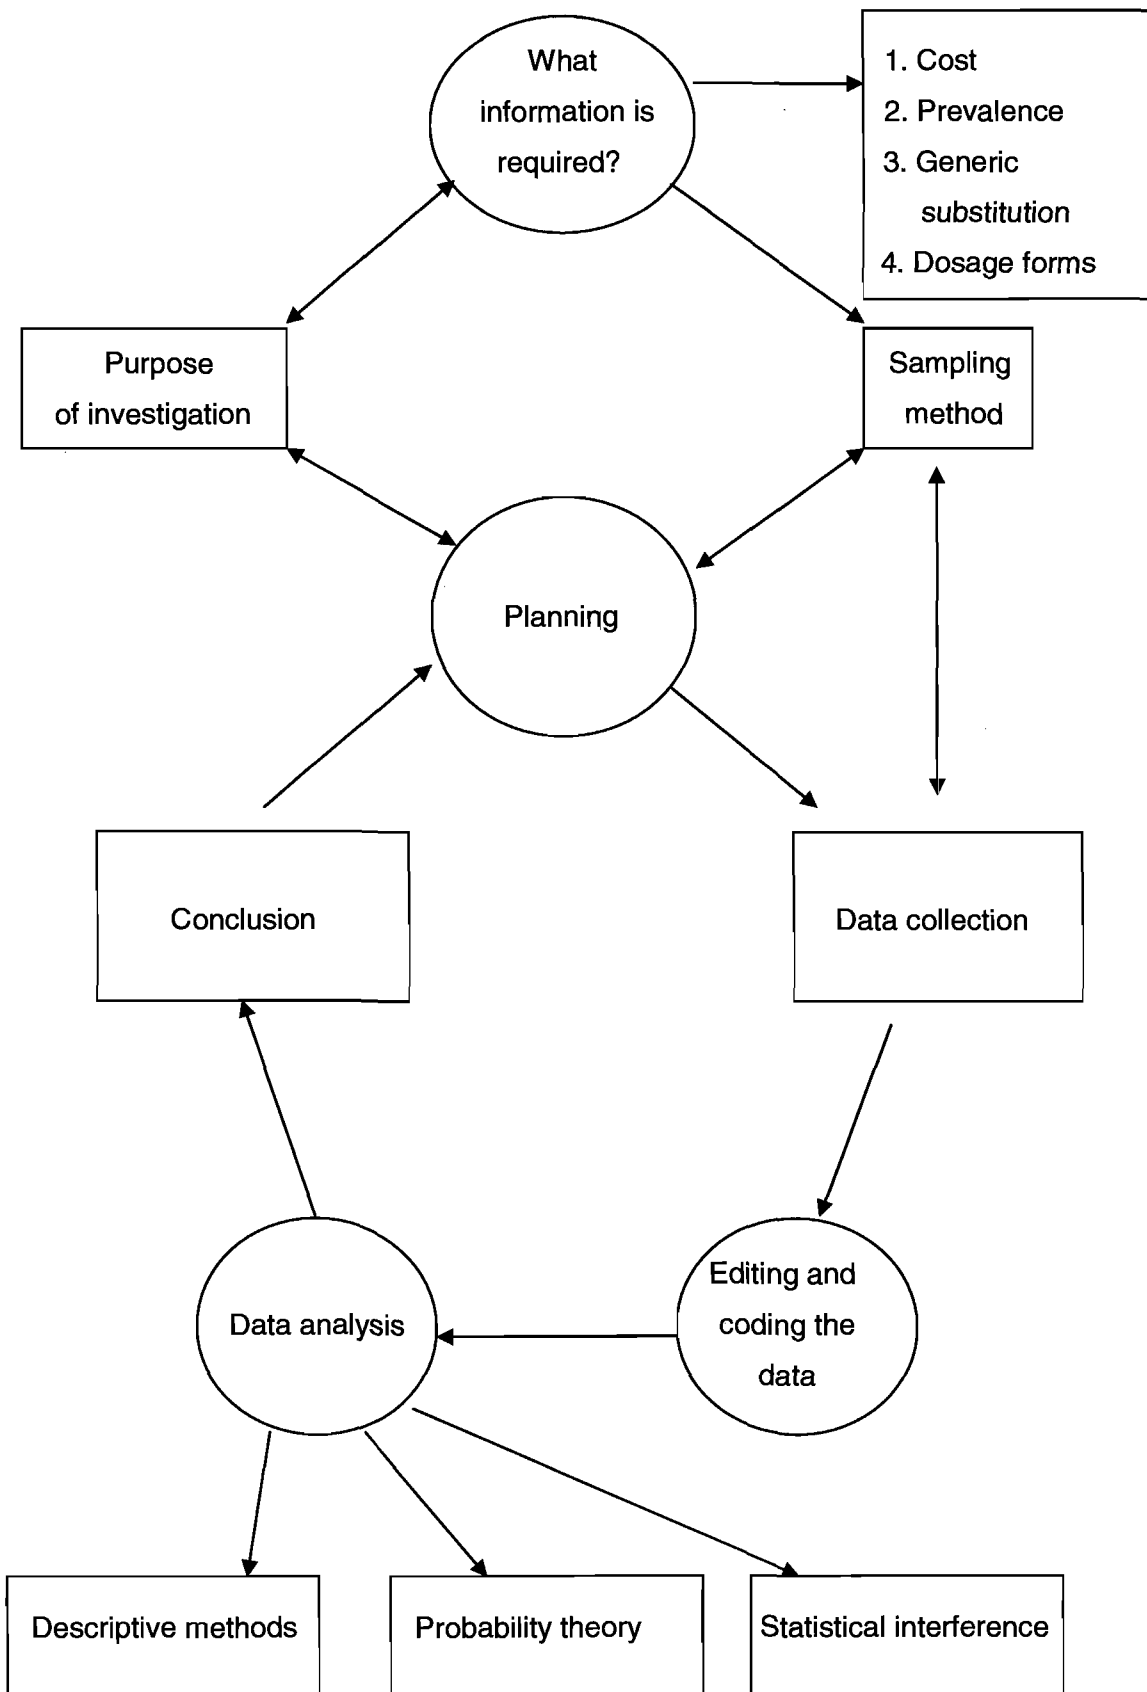 What
information is
required?
1. Cost
2. Prevalence
3. Generic
substitution
4. Dosage forms
Purpose
of investigation
Sampling
method
Planning
Conclusion
Data collection
Data analysis
Editing and
coding the
data
Descriptive methods
Probability theory
Statistical interference